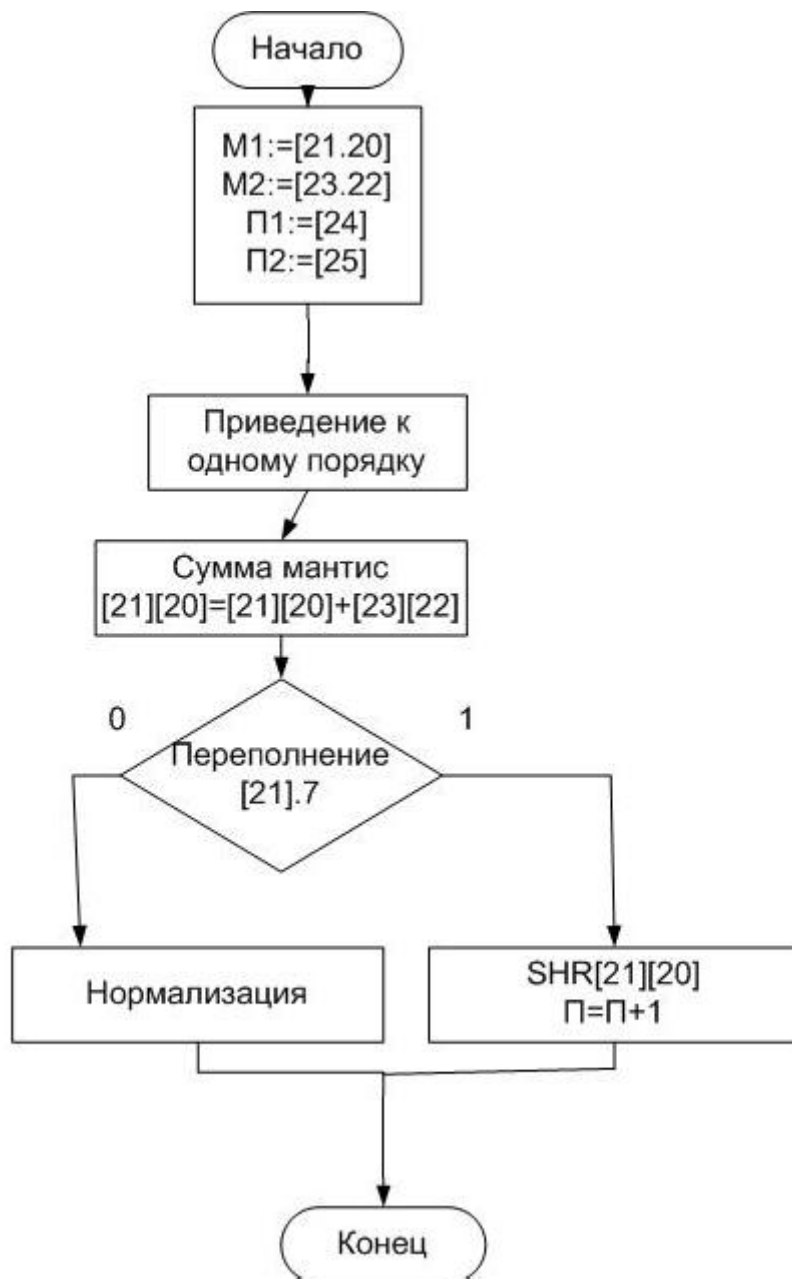 Начало
М1:=[21.20]
М2:=[23.22]
П1:=[24]
П2:=[25]
Приведение к
одному порядку
Сумма мантис
[21][20]=[21][20]+[23][22]
0
1
Переполнение
[21].7
Нормализация
SHR[21][20]
П=П+1
Конец